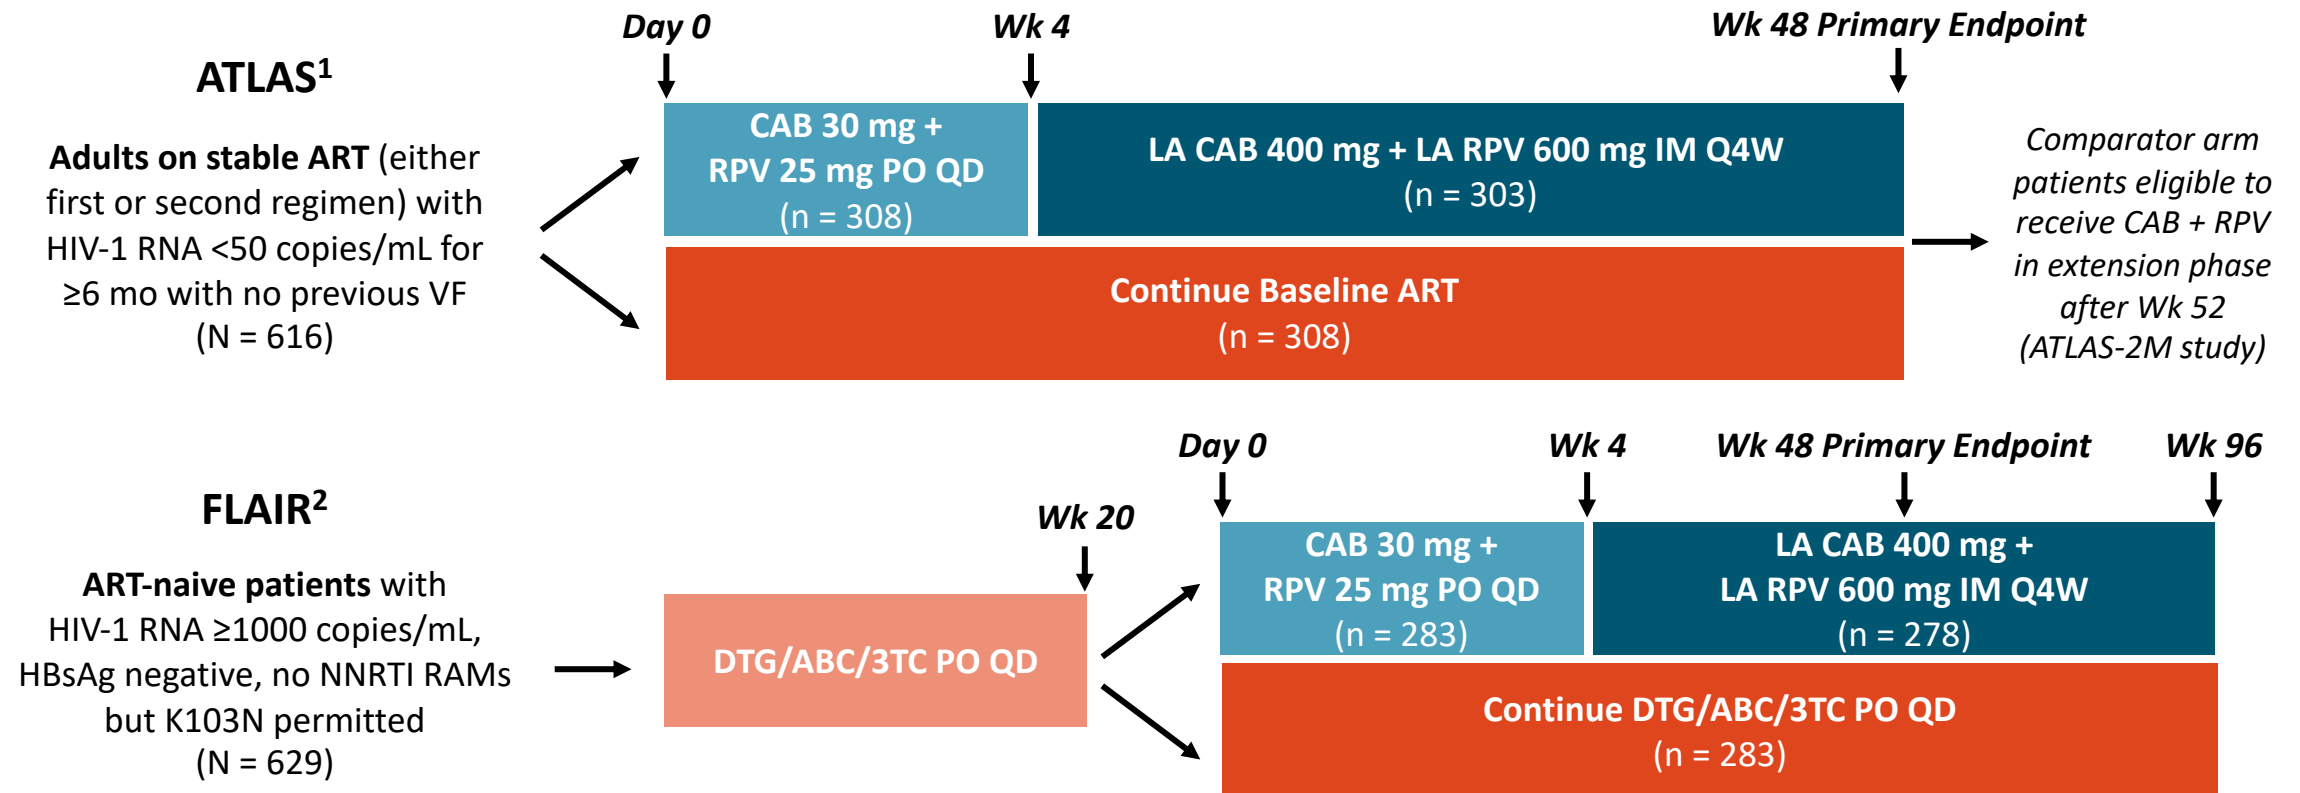 Day 0
Wk 4
Wk 48 Primary Endpoint
ATLAS¹
Adults on stable ART (either
first or second regimen) with
HIV-1 RNA <50 copies/mL for
≥6 mo with no previous VF
(N = 616)
CAB 30 mg +
RPV 25 mg PO QD
(n = 308)
LA CAB 400 mg + LA RPV 600 mg IM Q4W
(n = 303)
Continue Baseline ART
(n = 308)
Comparator arm
patients eligible to
receive CAB + RPV
in extension phase
after Wk 52
(ATLAS-2M study)
Day 0
Wk 4
Wk 48 Primary Endpoint
Wk 96
FLAIR²
Wk 20
ART-naive patients with
HIV-1 RNA ≥1000 copies/mL,
HBsAg negative, no NNRTI RAMs
but K103N permitted
(N = 629)
DTG/ABC/3TC PO QD
CAB 30 mg +
RPV 25 mg PO QD
(n = 283)
LA CAB 400 mg +
LA RPV 600 mg IM Q4W
(n = 278)
Continue DTG/ABC/3TC PO QD
(n = 283)